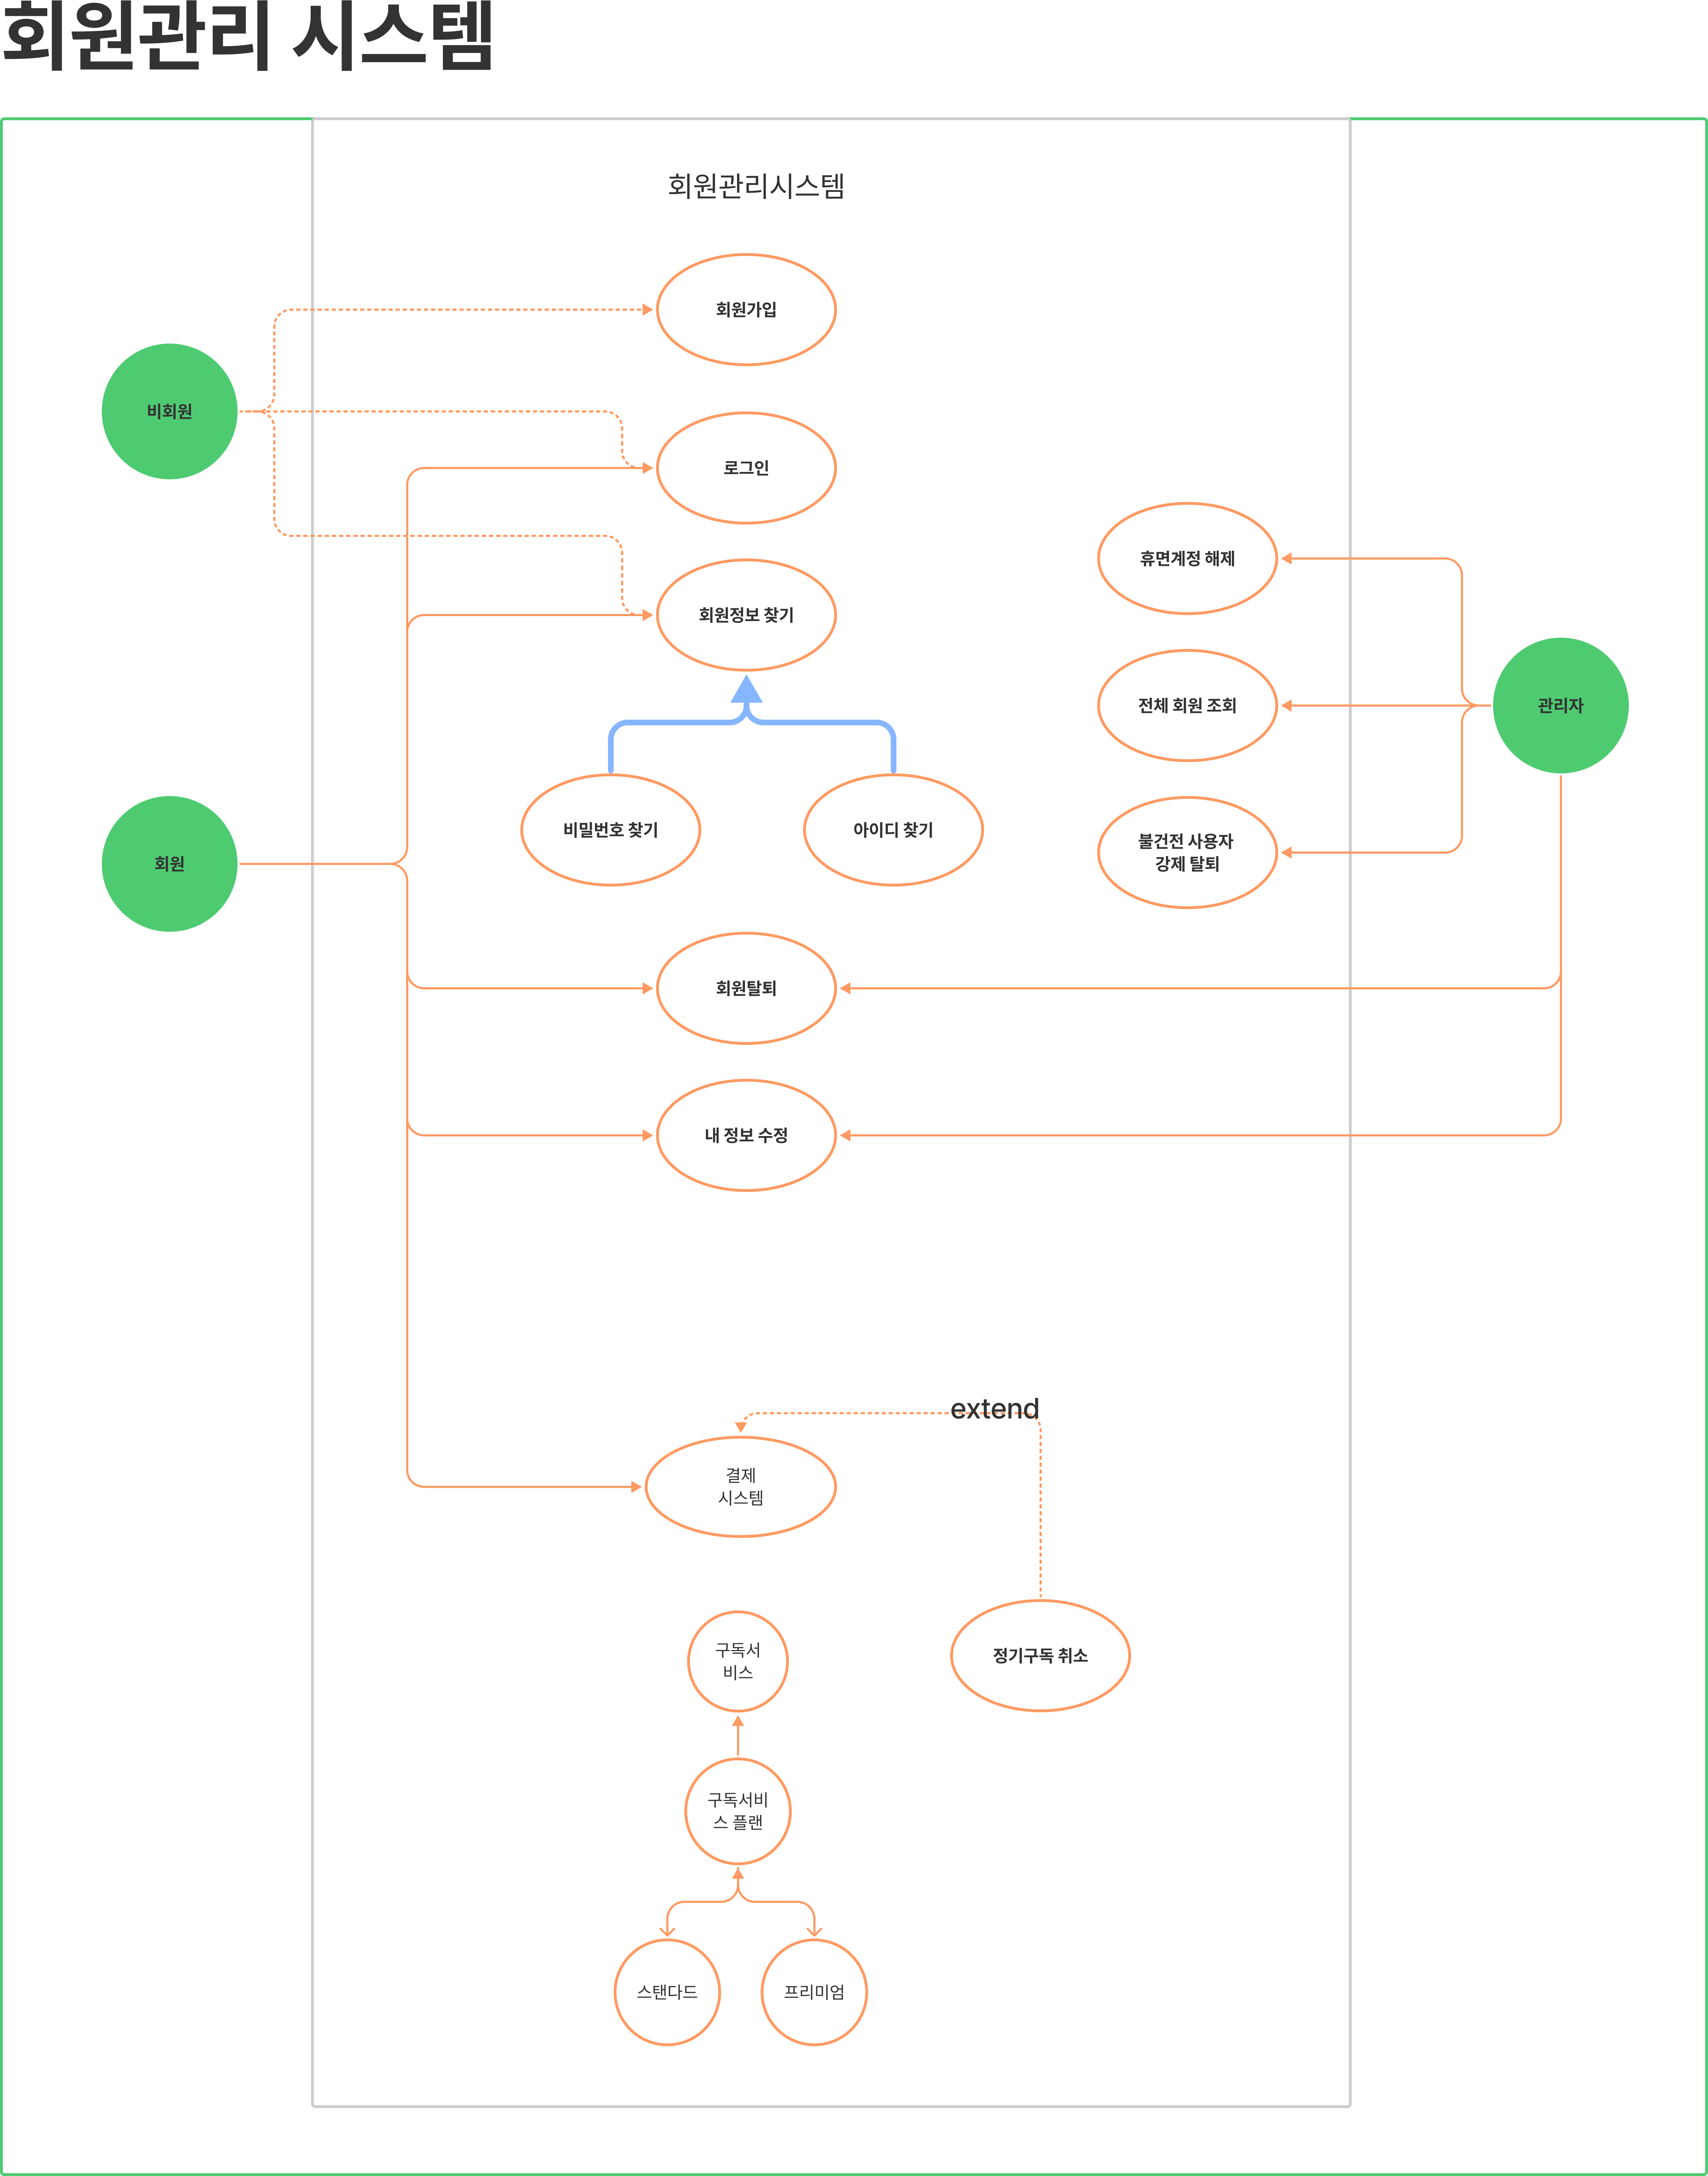 회원관리 시스템
회원관리시스템
회원가입
비회원
로그인
휴면계정 해제
회원정보 찾기
전체 회원 조회
관리자
비밀번호 찾기
아이디 찾기
불건전 사용자
강제 탈퇴
회원
회원탈퇴
내 정보 수정
extend
결제
시스템
구독서
비스
정기구독 취소
구독서비
스 플랜
스탠다드
프리미엄